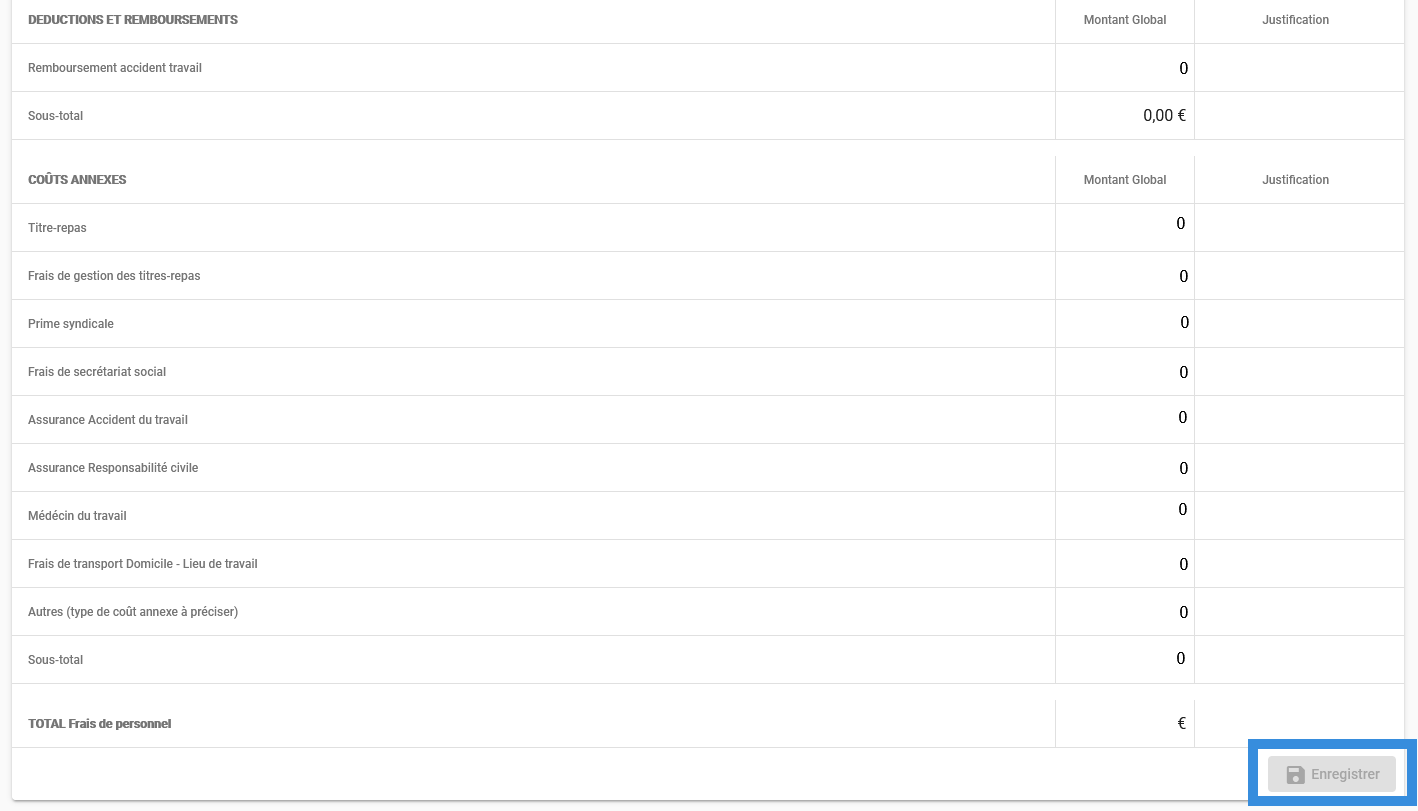 DEDUCTIONS ET REMBOURSEMENTS Montant Global Justification
Remboursement accident travail 0
Sous-total 0,00 €
COÛTS ANNEXES Montant Global Justification
Titre-repas 0
Frais de gestion des titres-repas 0
Prime syndicale 0
Frais de secrétariat social 0
Assurance Accident du travail 0
Assurance Responsabilité civile 0
Médécin du travail 0
Frais de transport Domicile - Lieu de travail 0
Autres (type de coût annexe à préciser) 0
Sous-total 0
TOTAL Frais de personnel €
Enregistrer